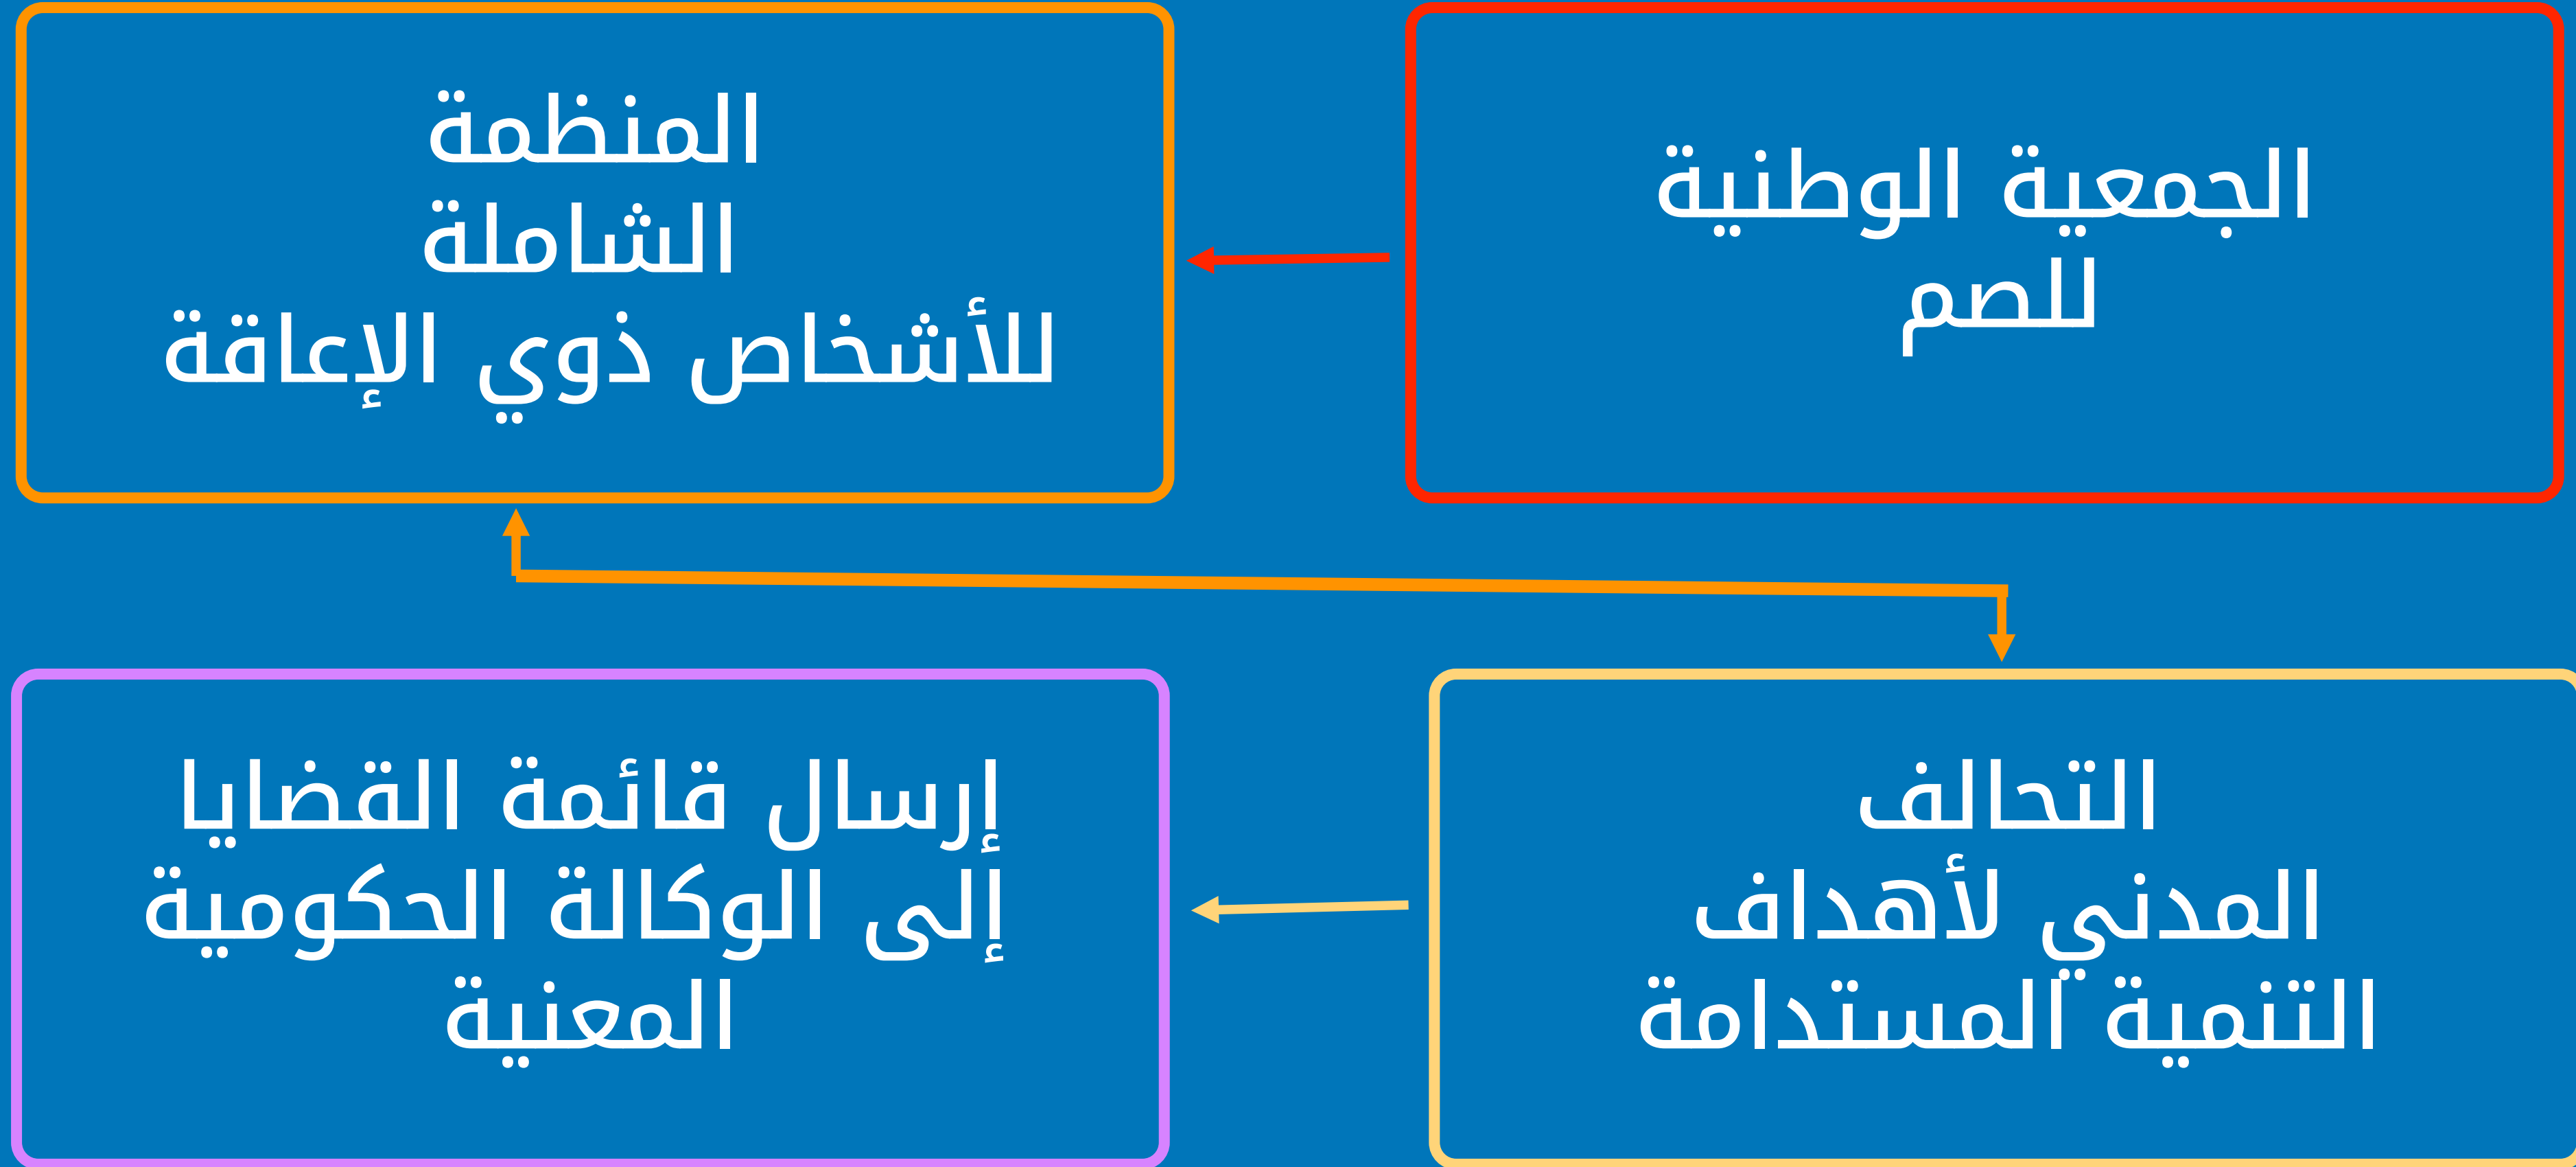 الجمعية الوطنية
للصم
المنظمة
الشاملة
للأشخاص ذوي الإعاقة
التحالف
المدني لأهداف
التنمية المستدامة
إرسال قائمة القضايا
إلى الوكالة الحكومية
المعنية